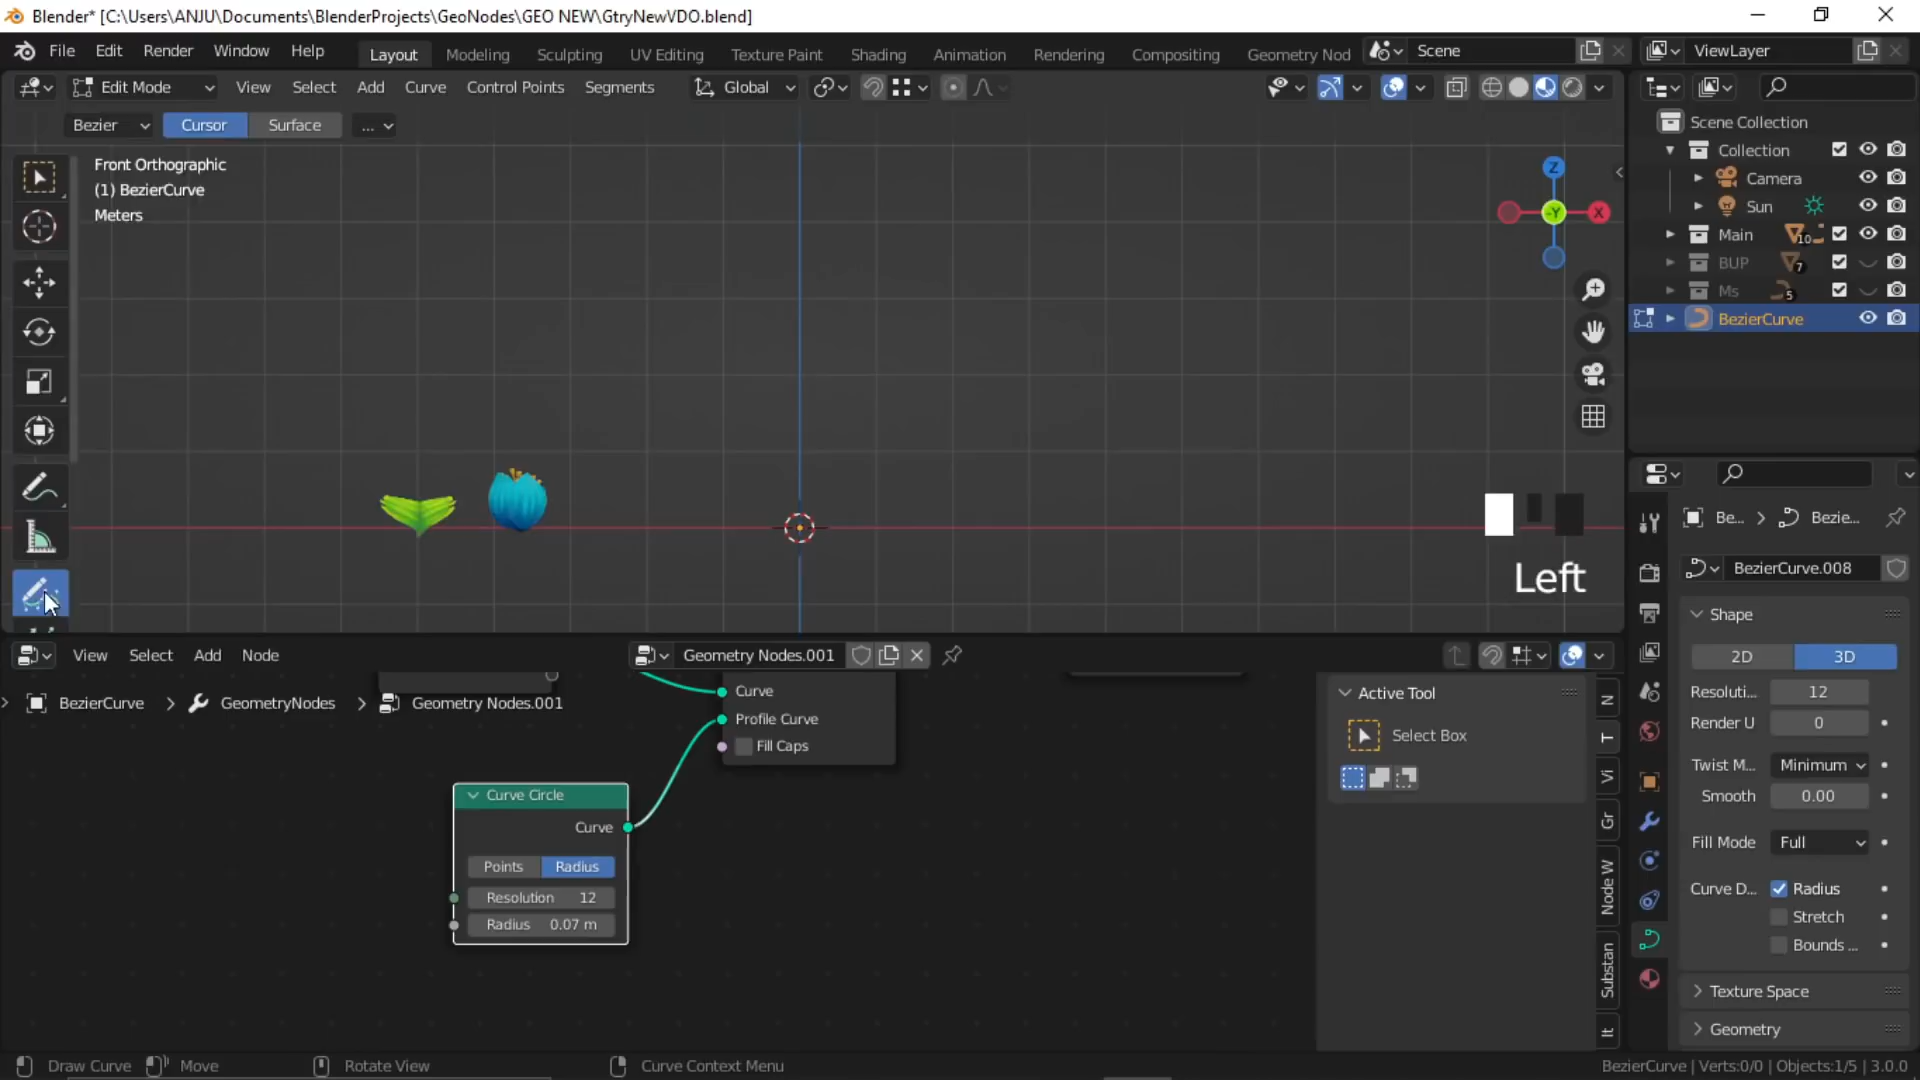 Blender* [C:\Users\ANJU\Documents\BlenderProjects\GeoNodes\GEO NEW\GtryNewVDO.blend]
File Edit Render Window Help Layout Modeling Sculpting UV Editing Texture Paint Shading Animation Rendering Compositing Geometry Nod Scene ViewLayer
Edit Mode View Select Add Curve Control Points Segments Global
Bezier Cursor Surface ...
Front Orthographic
(1) BezierCurve
Meters
Z
-Y
X
Left
Scene Collection
Collection
Camera
Sun
Main 10
BUP 7
Ms 5
BezierCurve
View Select Add Node Geometry Nodes.001
BezierCurve > GeometryNodes > Geometry Nodes.001
Curve
Profile Curve
Fill Caps
Curve Circle
Curve
Points Radius
Resolution 12
Radius 0.07 m
Active Tool
Select Box
N
T
Vi
Gr
Node W
Substan
It
Be... > Bezie...
BezierCurve.008
Shape
2D 3D
Resoluti... 12
Render U 0
Twist M... Minimum
Smooth 0.00
Fill Mode Full
Curve D... Radius
Stretch
Bounds ...
Texture Space
Geometry
Draw Curve Move Rotate View Curve Context Menu BezierCurve | Verts:0/0 | Objects:1/5 | 3.0.0